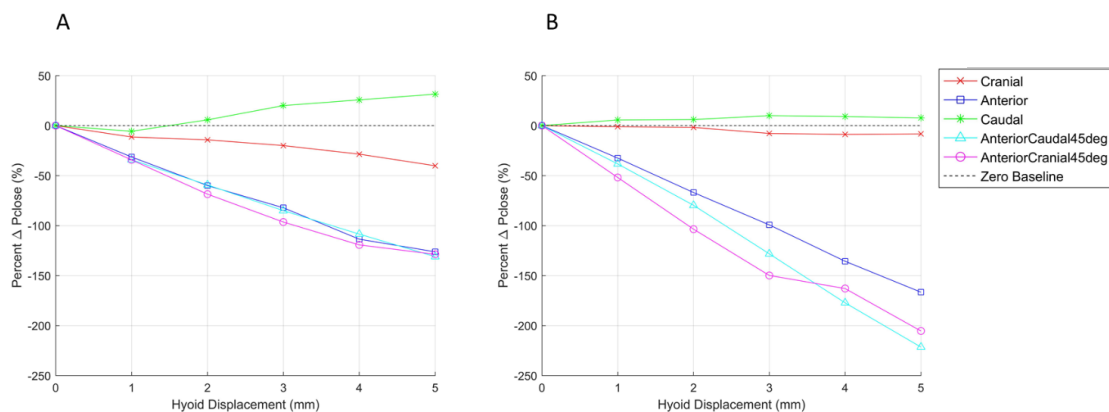 A
B
50
0
-50
-100
-150
-200
-250
Percent Δ Pclose (%)
0 1 2 3 4 5
Hyoid Displacement (mm)
50
0
-50
-100
-150
-200
-250
Percent Δ Pclose (%)
0 1 2 3 4 5
Hyoid Displacement (mm)
Cranial
Anterior
Caudal
AnteriorCaudal45deg
AnteriorCranial45deg
Zero Baseline